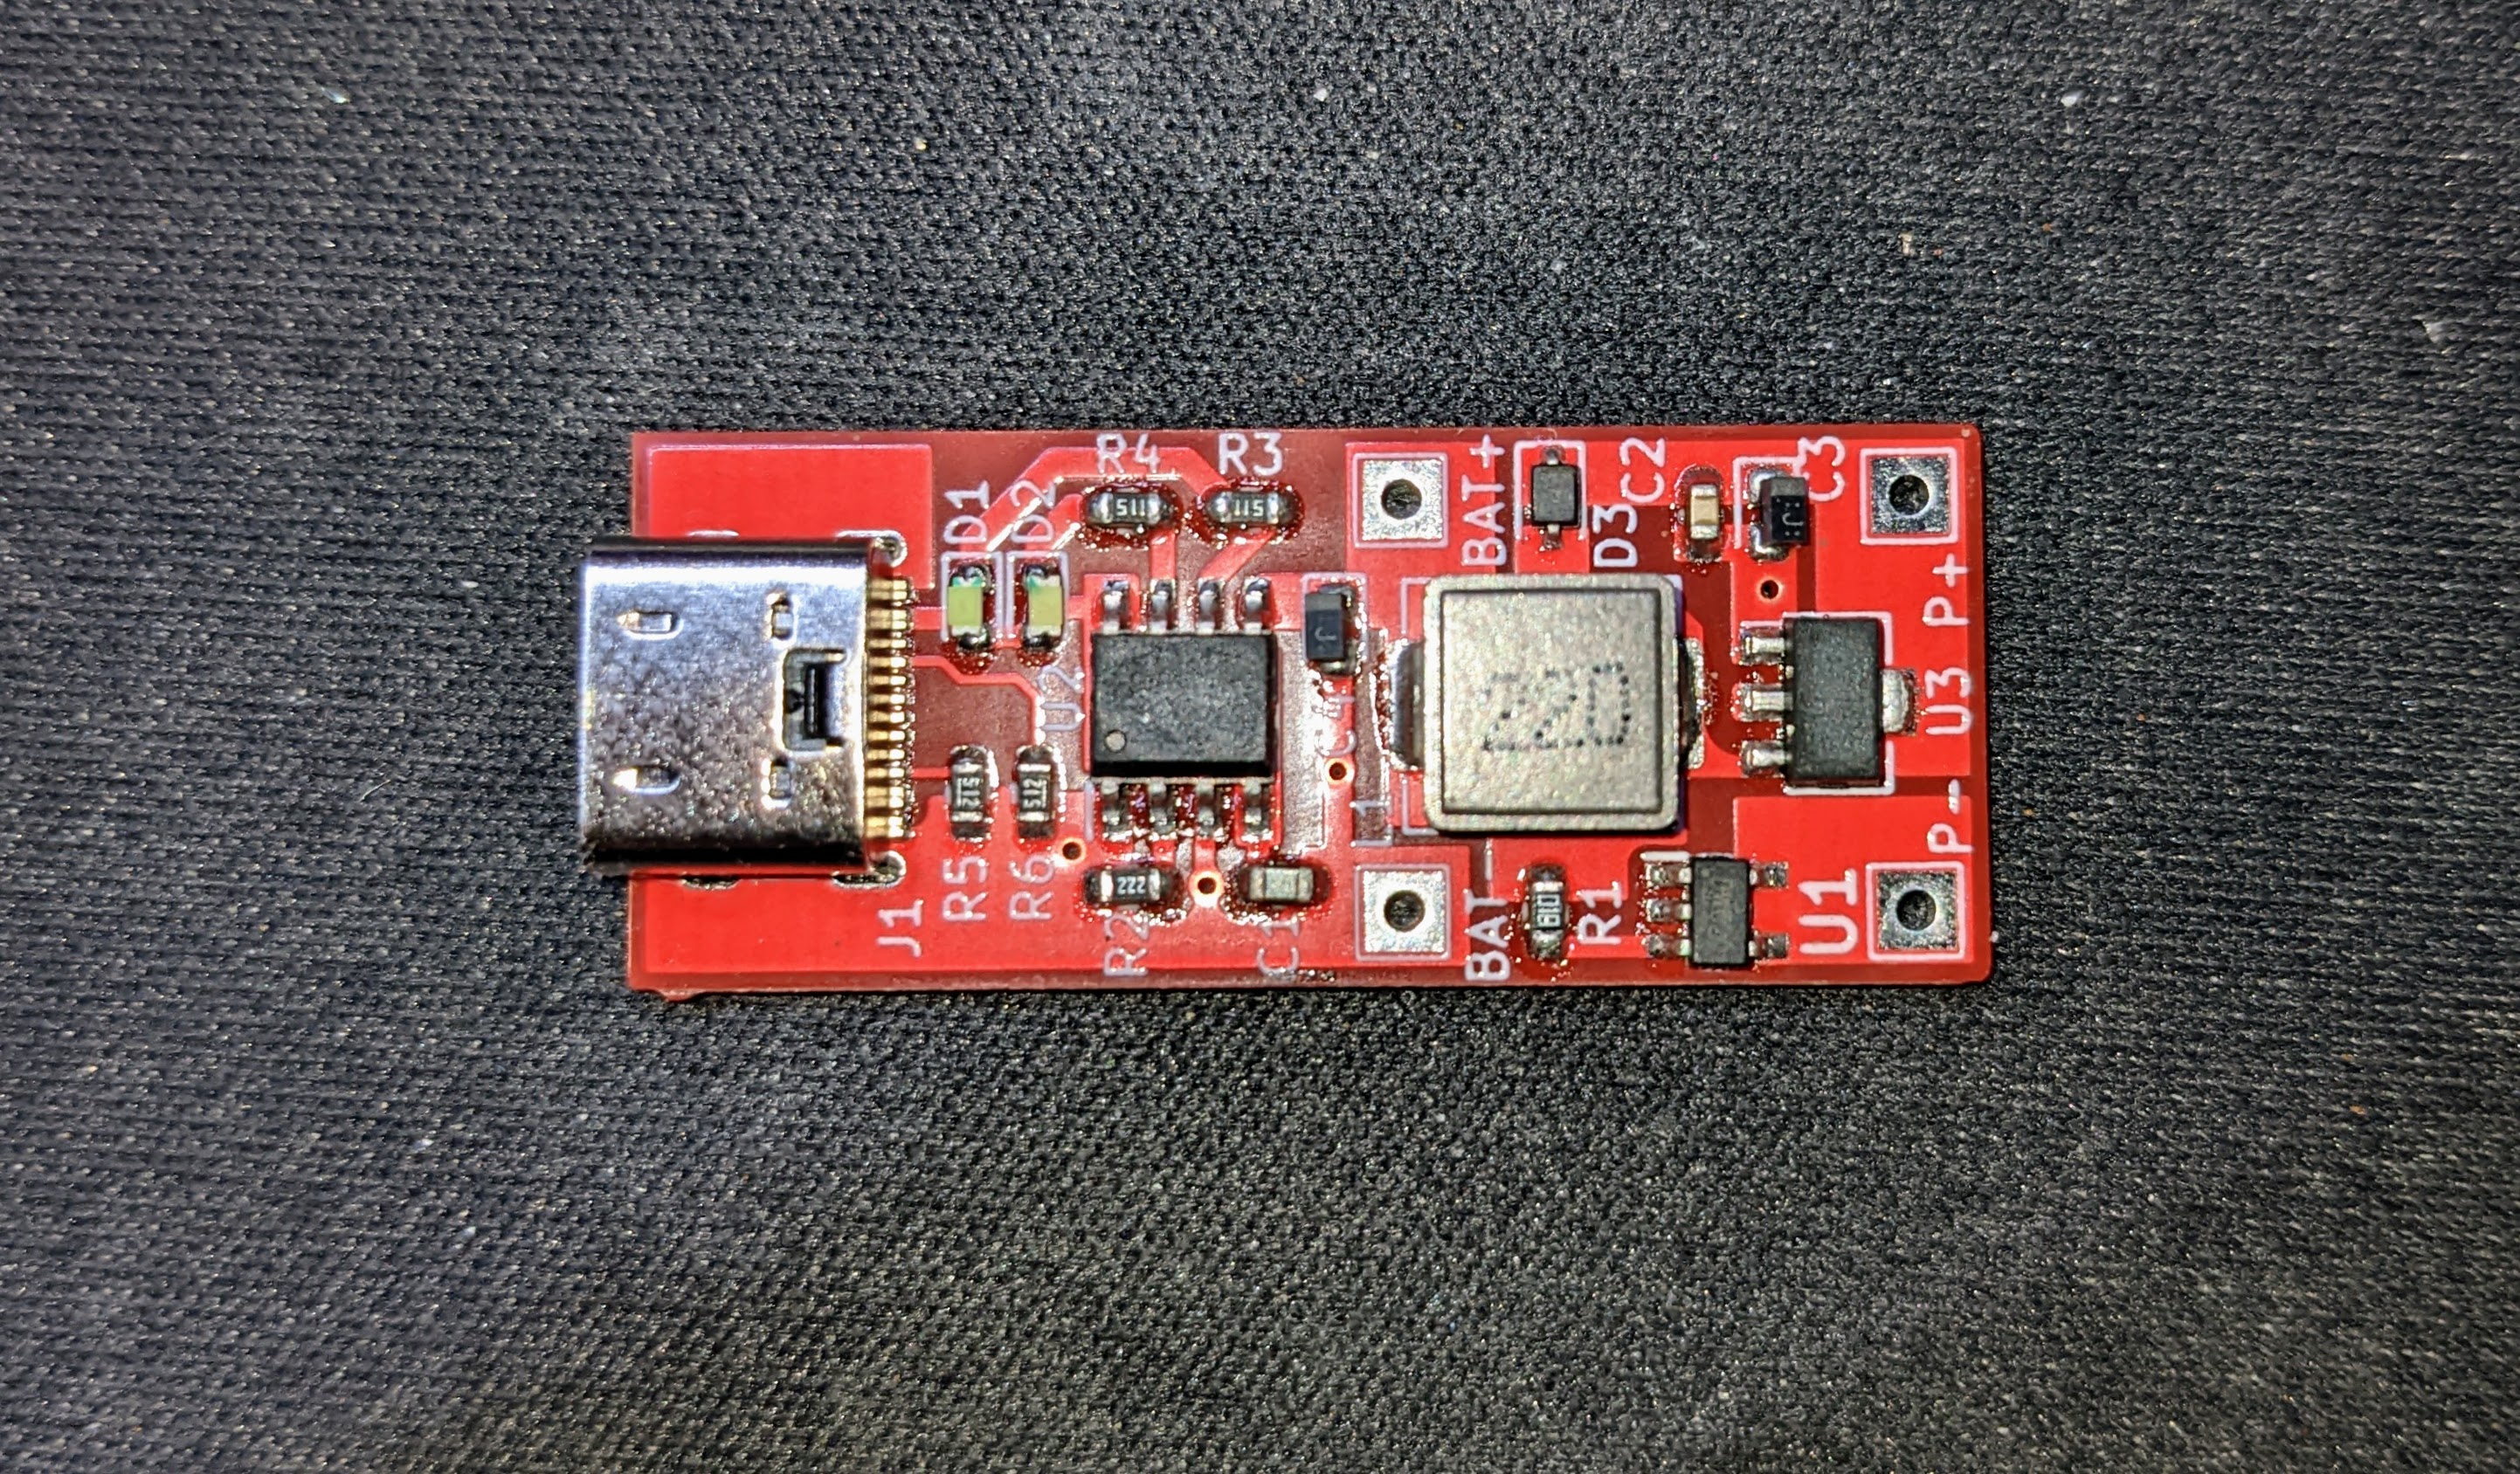 R4
R3
D1
D2
BAT+
C2
D3
C3
511
511
P+
J
J
U2
C4
220
U3
512
512
L1
P-
R5
R6
222
R2
C1
BAT-
R1
U1
J1